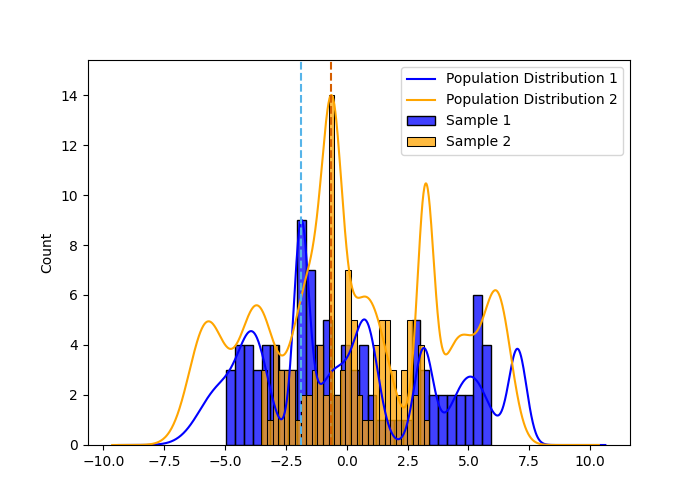 Population Distribution 1
Population Distribution 2
Sample 1
Sample 2
Count
14
12
10
8
6
4
2
0
−10.0 −7.5 −5.0 −2.5 0.0 2.5 5.0 7.5 10.0